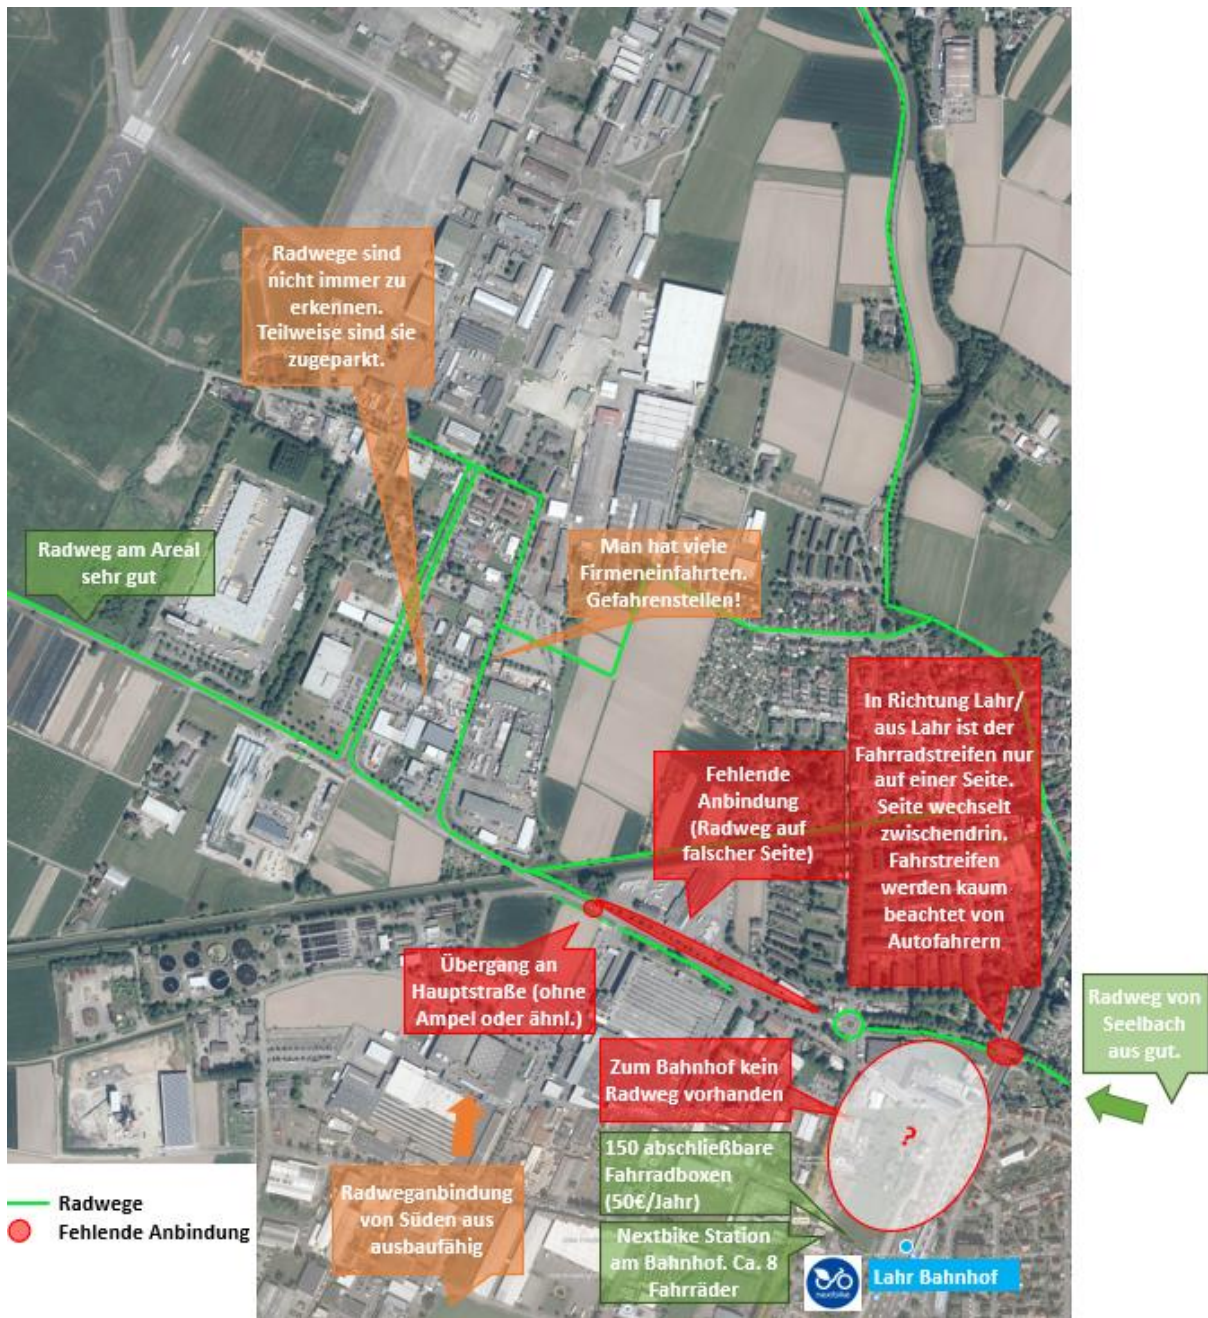 Radwege sind
nicht immer zu
erkennen.
Teilweise sind sie
zugeparkt.
Radweg am Areal
sehr gut
Man hat viele
Firmeneinfahrten.
Gefahrenstellen!
In Richtung Lahr/
aus Lahr ist der
Fahrradstreifen nur
auf einer Seite.
Seite wechselt
zwischendrin.
Fahrstreifen
werden kaum
beachtet von
Autofahrern
Fehlende
Anbindung
(Radweg auf
falscher Seite)
Übergang an
Hauptstraße (ohne
Ampel oder ähnl.)
Radweg von
Seelbach
aus gut.
Zum Bahnhof kein
Radweg vorhanden
?
150 abschließbare
Fahrradboxen
(50€/Jahr)
Radweganbindung
von Süden aus
ausbaufähig
Nextbike Station
am Bahnhof. Ca. 8
Fahrräder
nextbike
Lahr Bahnhof
Radwege
Fehlende Anbindung